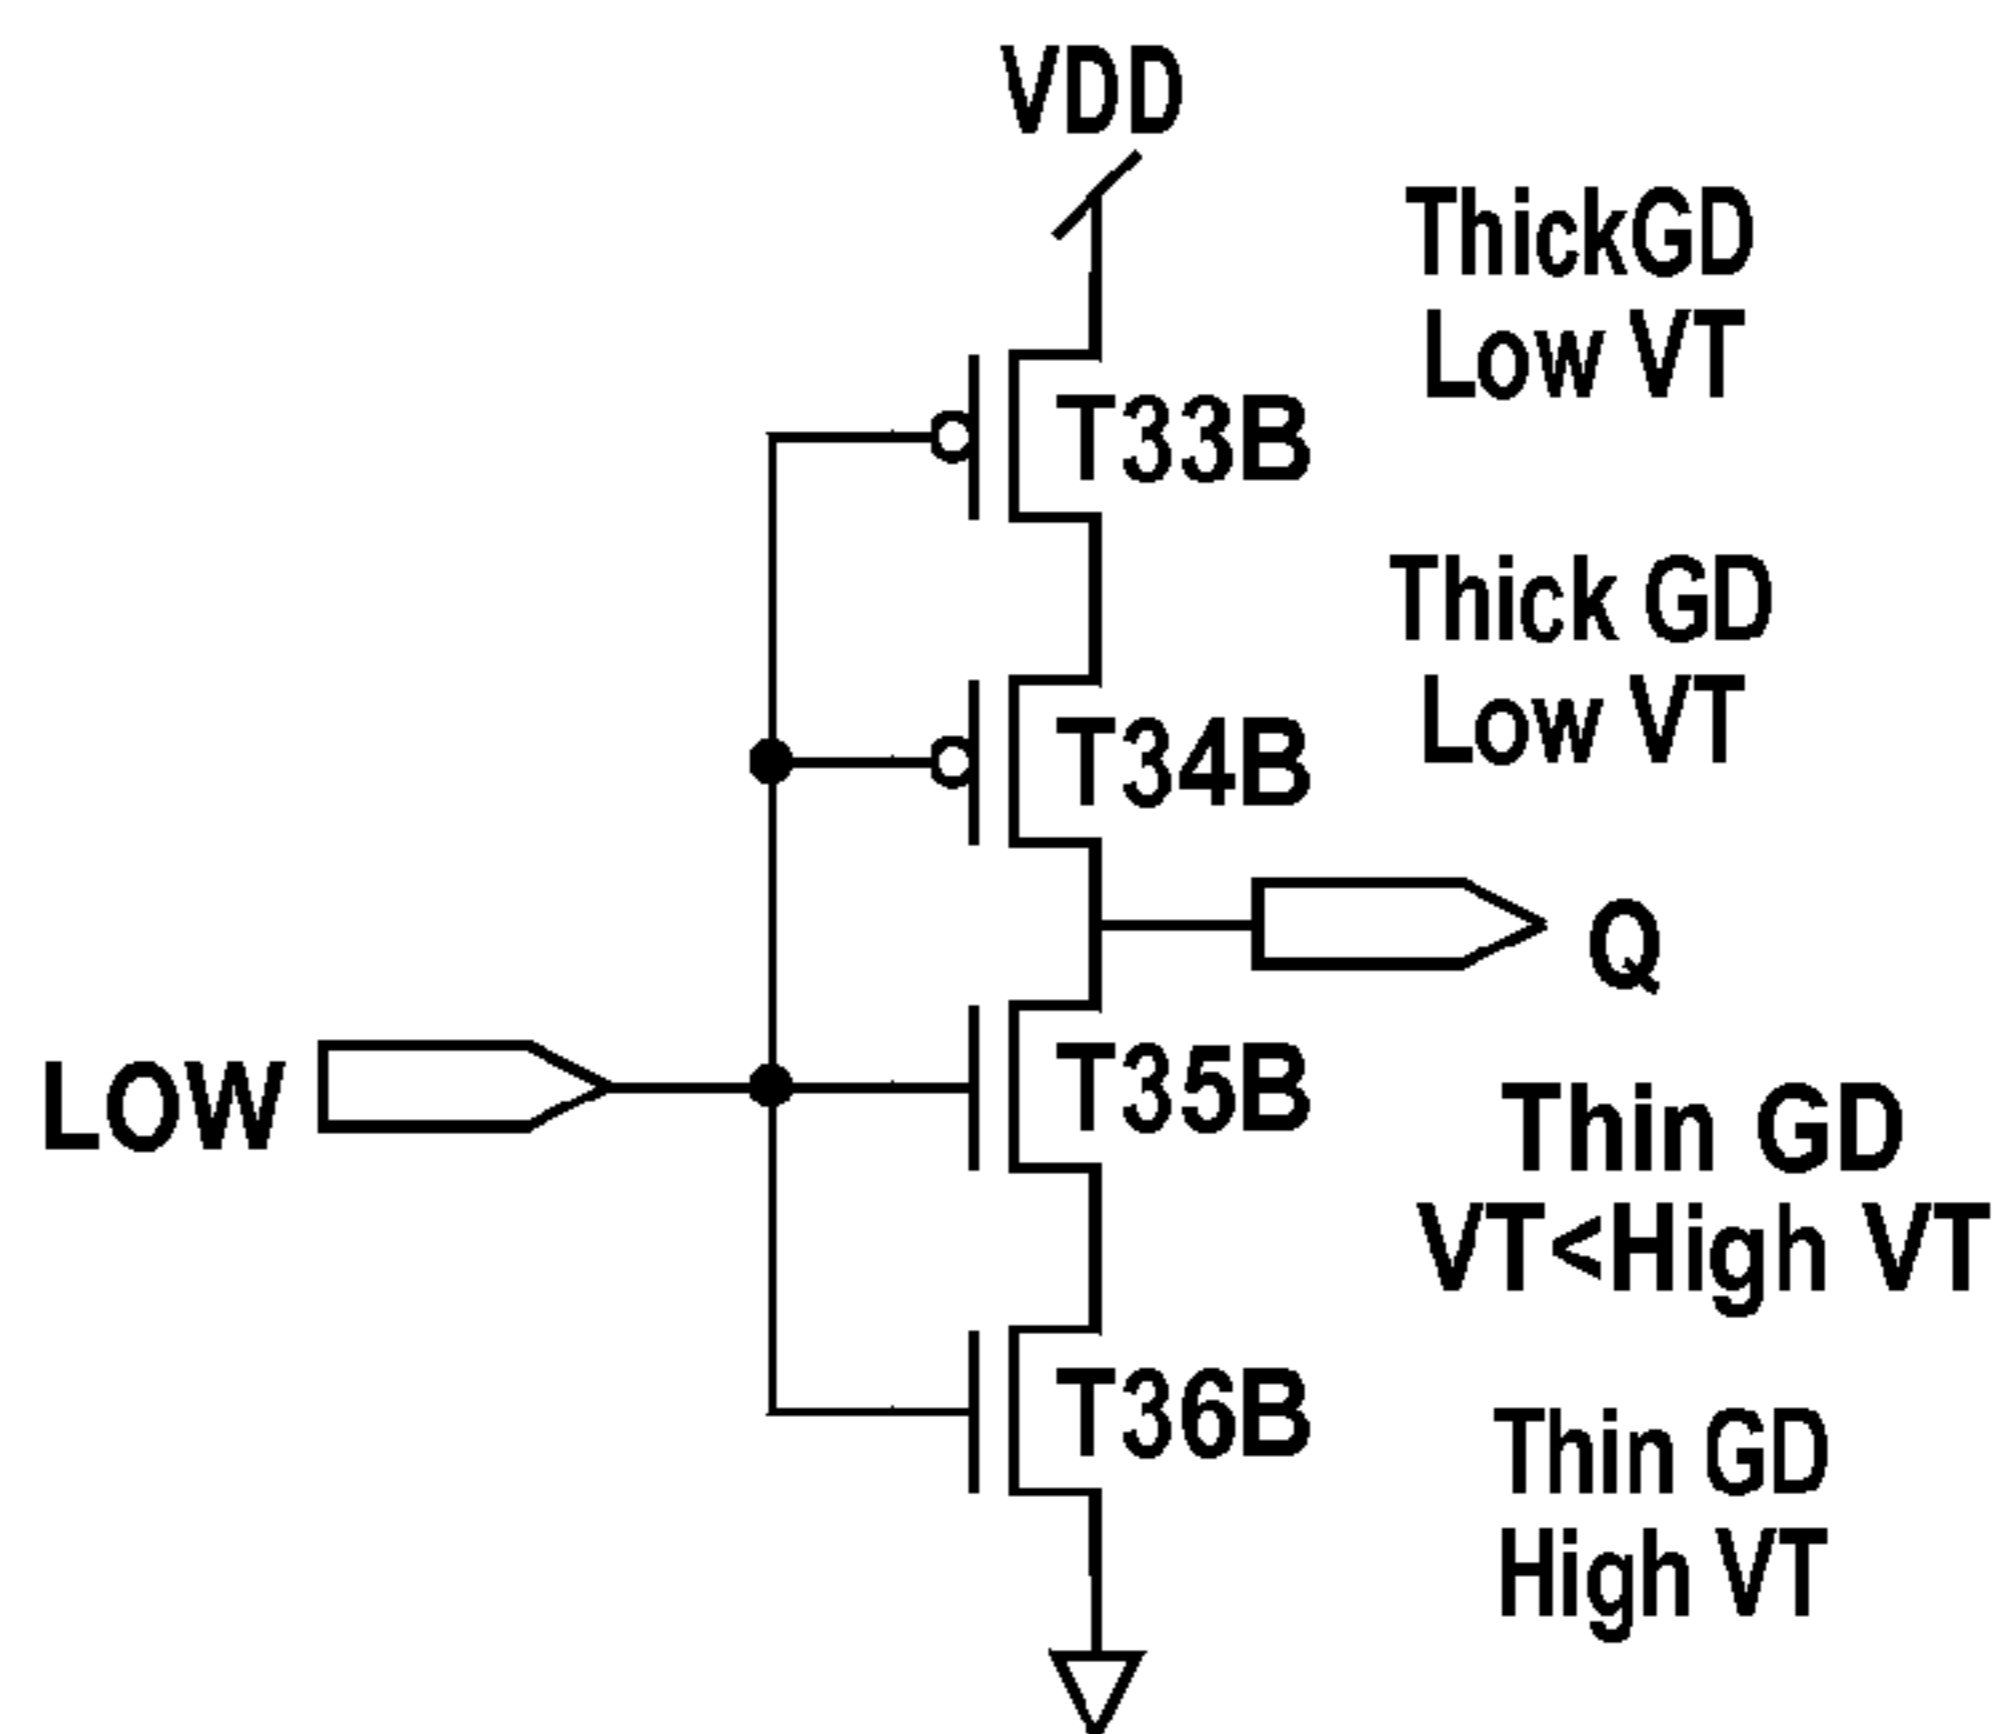 VDD
ThickGD
Low VT
T33B
Thick GD
Low VT
T34B
Q
LOW
T35B
Thin GD
VT<High VT
T36B
Thin GD
High VT